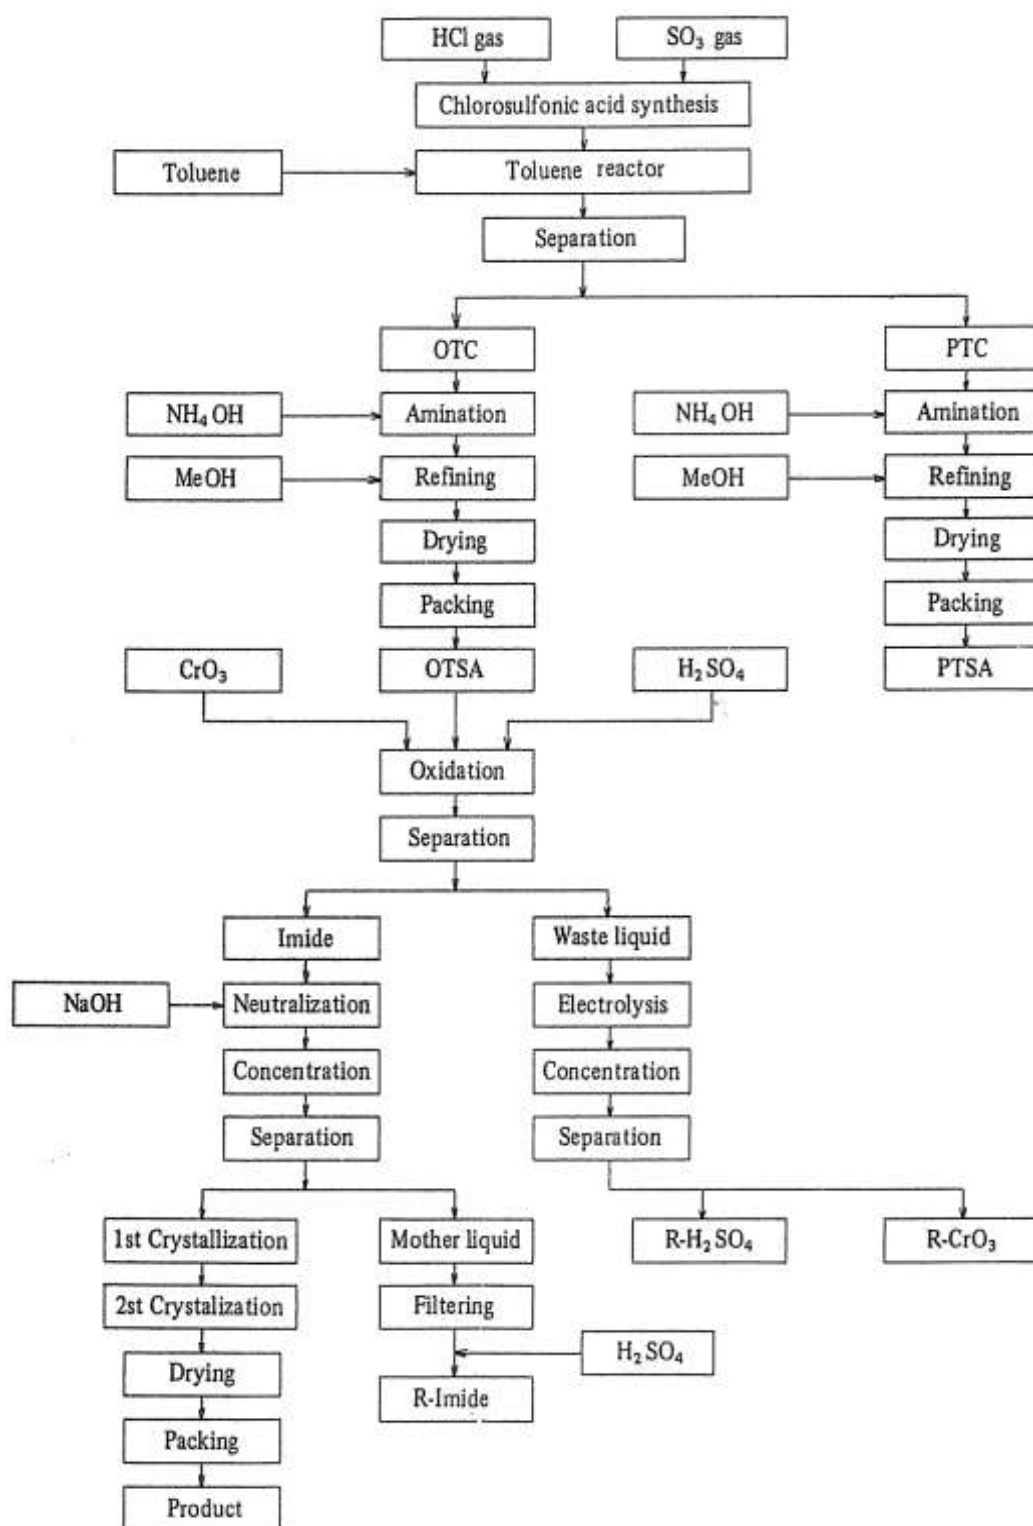 HCl gas
SO₃ gas
Chlorosulfonic acid synthesis
Toluene
Toluene reactor
Separation
OTC
PTC
NH₄OH
Amination
NH₄OH
Amination
MeOH
Refining
MeOH
Refining
Drying
Drying
Packing
Packing
CrO₃
OTSA
H₂SO₄
PTSA
Oxidation
Separation
Imide
Waste liquid
NaOH
Neutralization
Electrolysis
Concentration
Concentration
Separation
Separation
1st Crystallization
Mother liquid
R-H₂SO₄
R-CrO₃
2st Crystalization
Filtering
H₂SO₄
Drying
R-Imide
Packing
Product